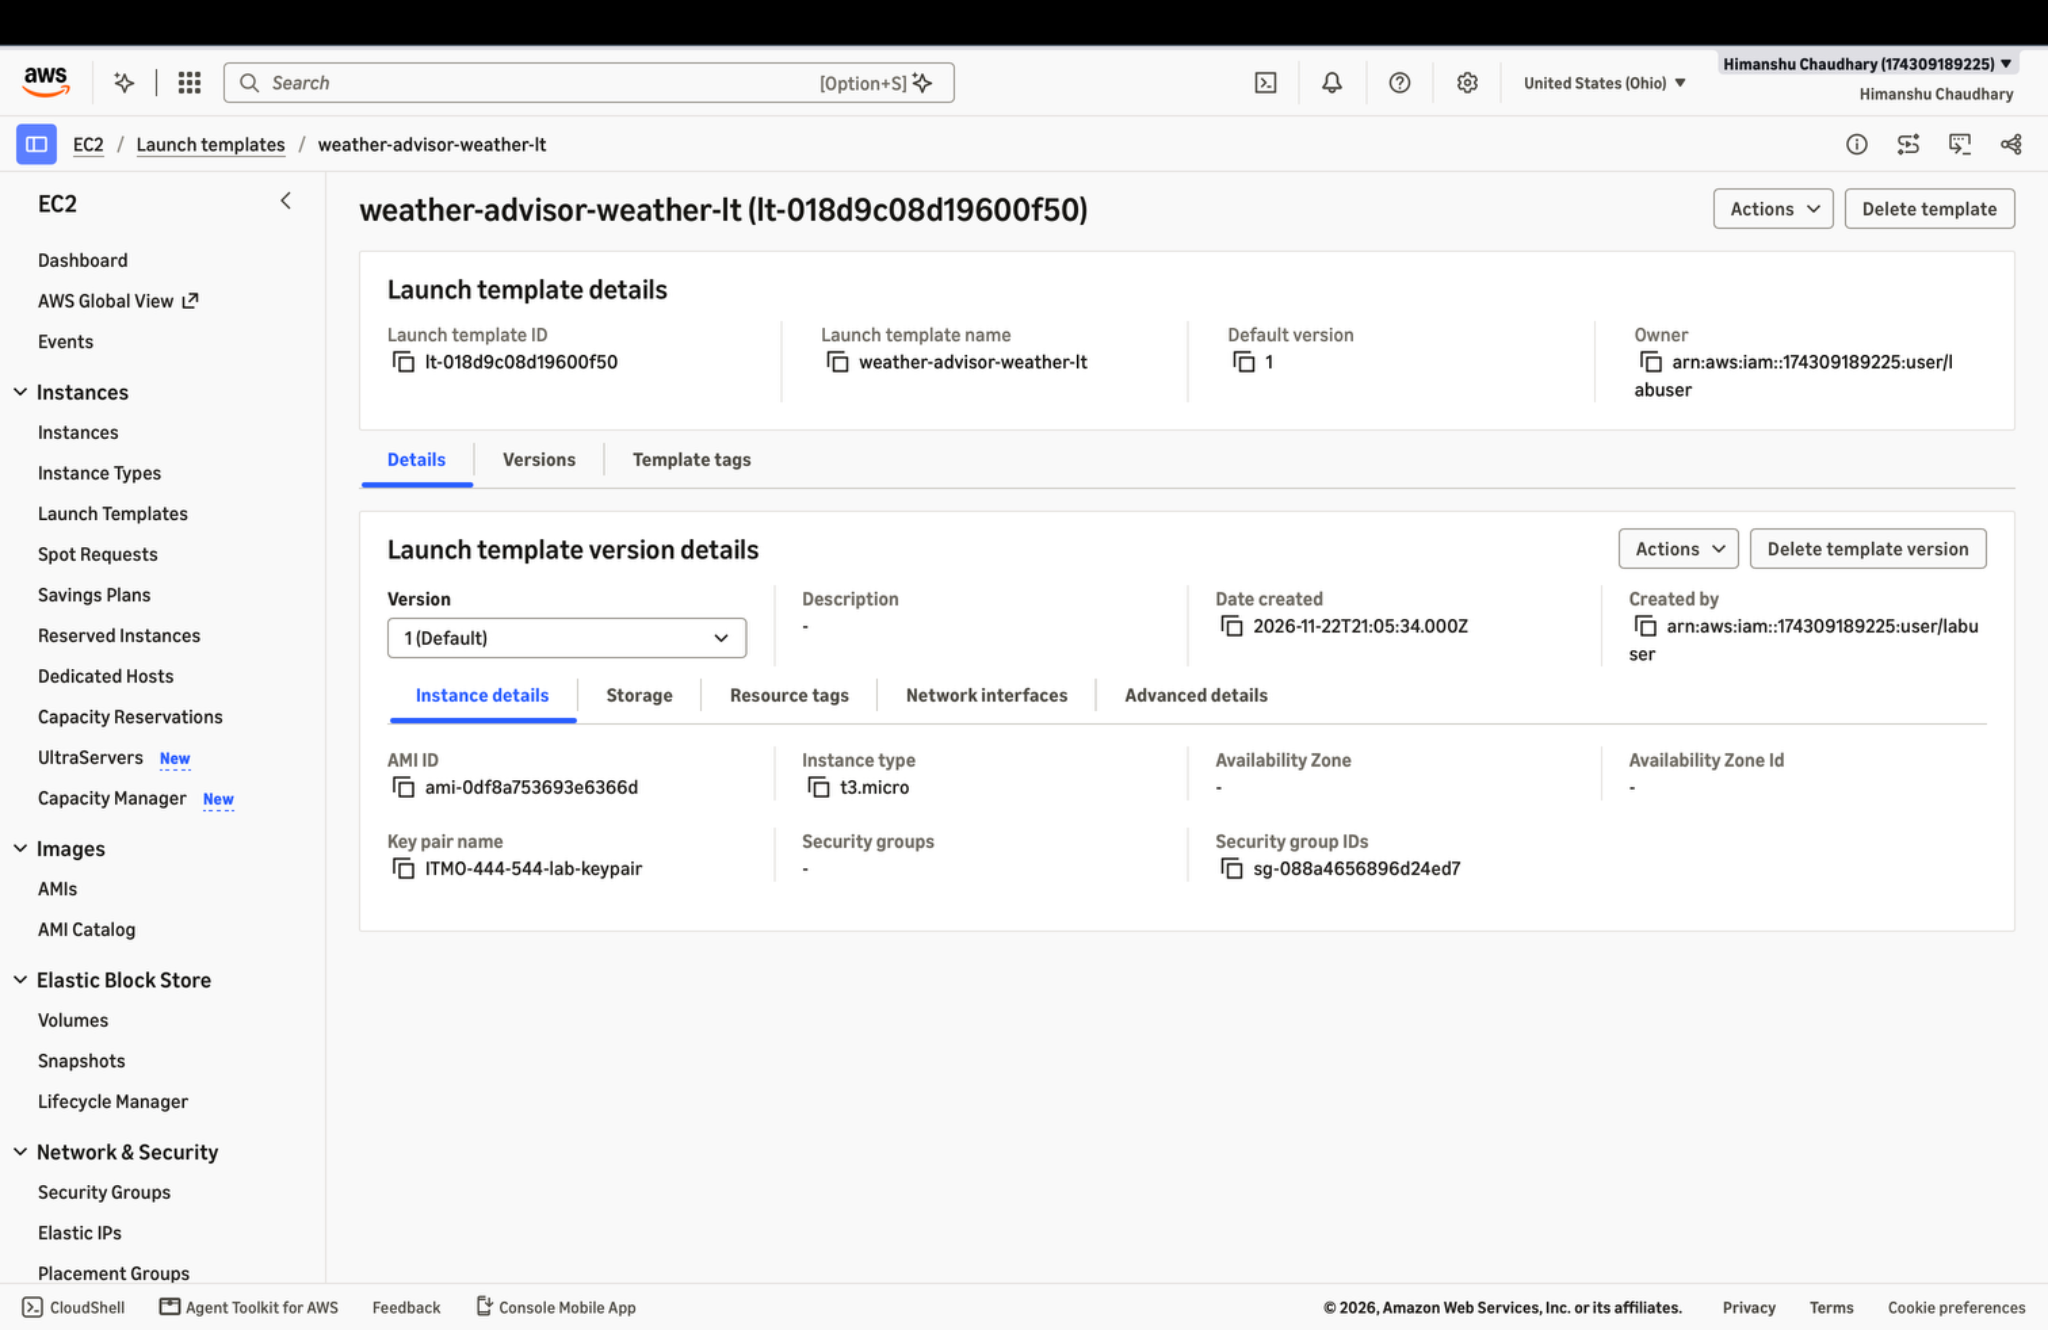 aws
Search [Option+S]
United States (Ohio)
Himanshu Chaudhary (174309189225)
Himanshu Chaudhary
EC2 / Launch templates / weather-advisor-weather-lt
EC2
Dashboard
AWS Global View
Events
Instances
Instances
Instance Types
Launch Templates
Spot Requests
Savings Plans
Reserved Instances
Dedicated Hosts
Capacity Reservations
UltraServers New
Capacity Manager New
Images
AMIs
AMI Catalog
Elastic Block Store
Volumes
Snapshots
Lifecycle Manager
Network & Security
Security Groups
Elastic IPs
Placement Groups
weather-advisor-weather-lt (lt-018d9c08d19600f50)
Actions
Delete template
Launch template details
Launch template ID
lt-018d9c08d19600f50
Launch template name
weather-advisor-weather-lt
Default version
1
Owner
arn:aws:iam::174309189225:user/l
abuser
Details
Versions
Template tags
Launch template version details
Actions
Delete template version
Version
1 (Default)
Description
-
Date created
2026-11-22T21:05:34.000Z
Created by
arn:aws:iam::174309189225:user/labu
ser
Instance details
Storage
Resource tags
Network interfaces
Advanced details
AMI ID
ami-0df8a753693e6366d
Instance type
t3.micro
Availability Zone
-
Availability Zone Id
-
Key pair name
ITMO-444-544-lab-keypair
Security groups
-
Security group IDs
sg-088a4656896d24ed7
CloudShell
Agent Toolkit for AWS
Feedback
Console Mobile App
© 2026, Amazon Web Services, Inc. or its affiliates.
Privacy
Terms
Cookie preferences